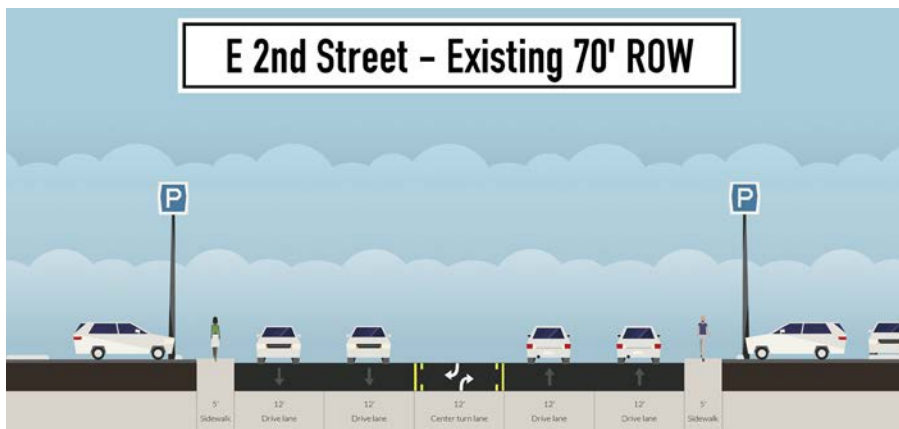 E 2nd Street - Existing 70' ROW
P
P
5'
Sidewalk
12'
Drive lane
12'
Drive lane
12'
Center turn lane
12'
Drive lane
12'
Drive lane
5'
Sidewalk